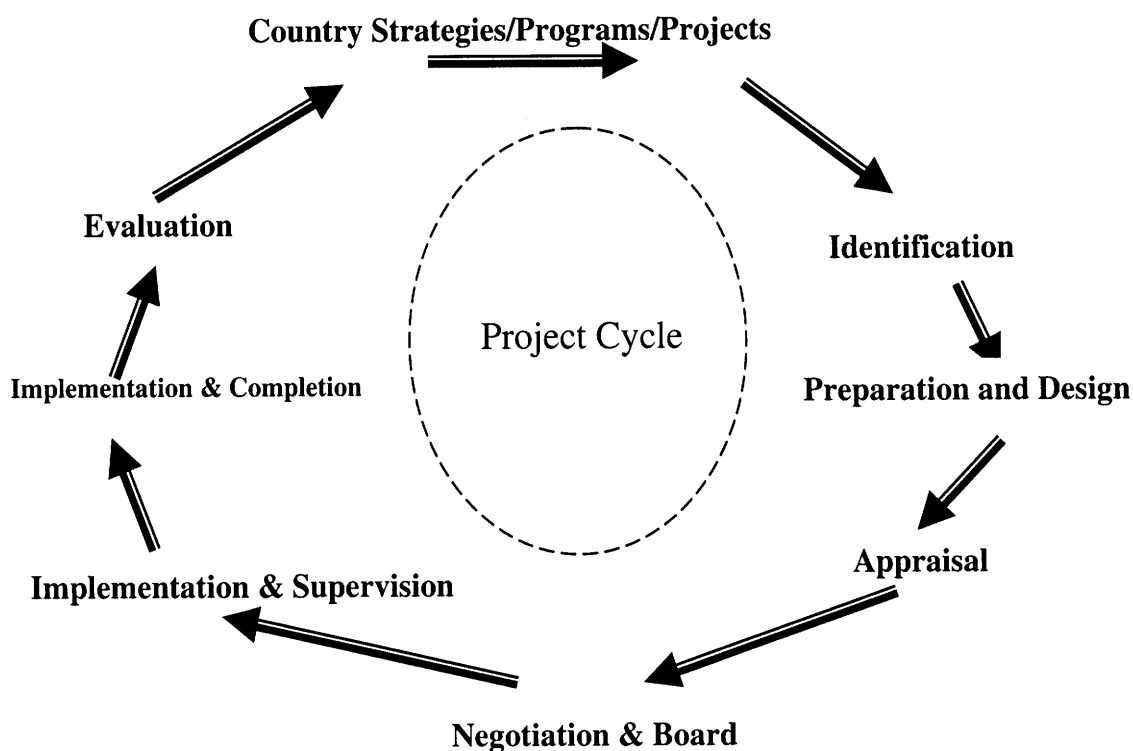 Country Strategies/Programs/Projects
Evaluation
Identification
Project Cycle
Implementation & Completion
Preparation and Design
Appraisal
Implementation & Supervision
Negotiation & Board